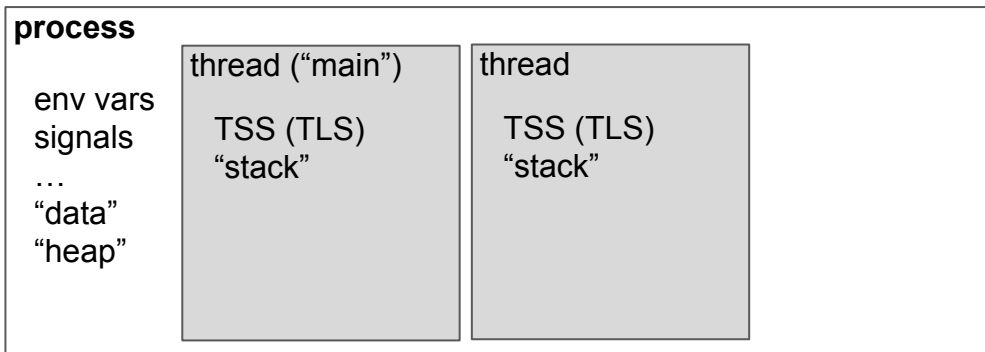 process
env vars
signals
…
“data”
“heap”
thread (“main”)
TSS (TLS)
“stack”
thread
TSS (TLS)
“stack”